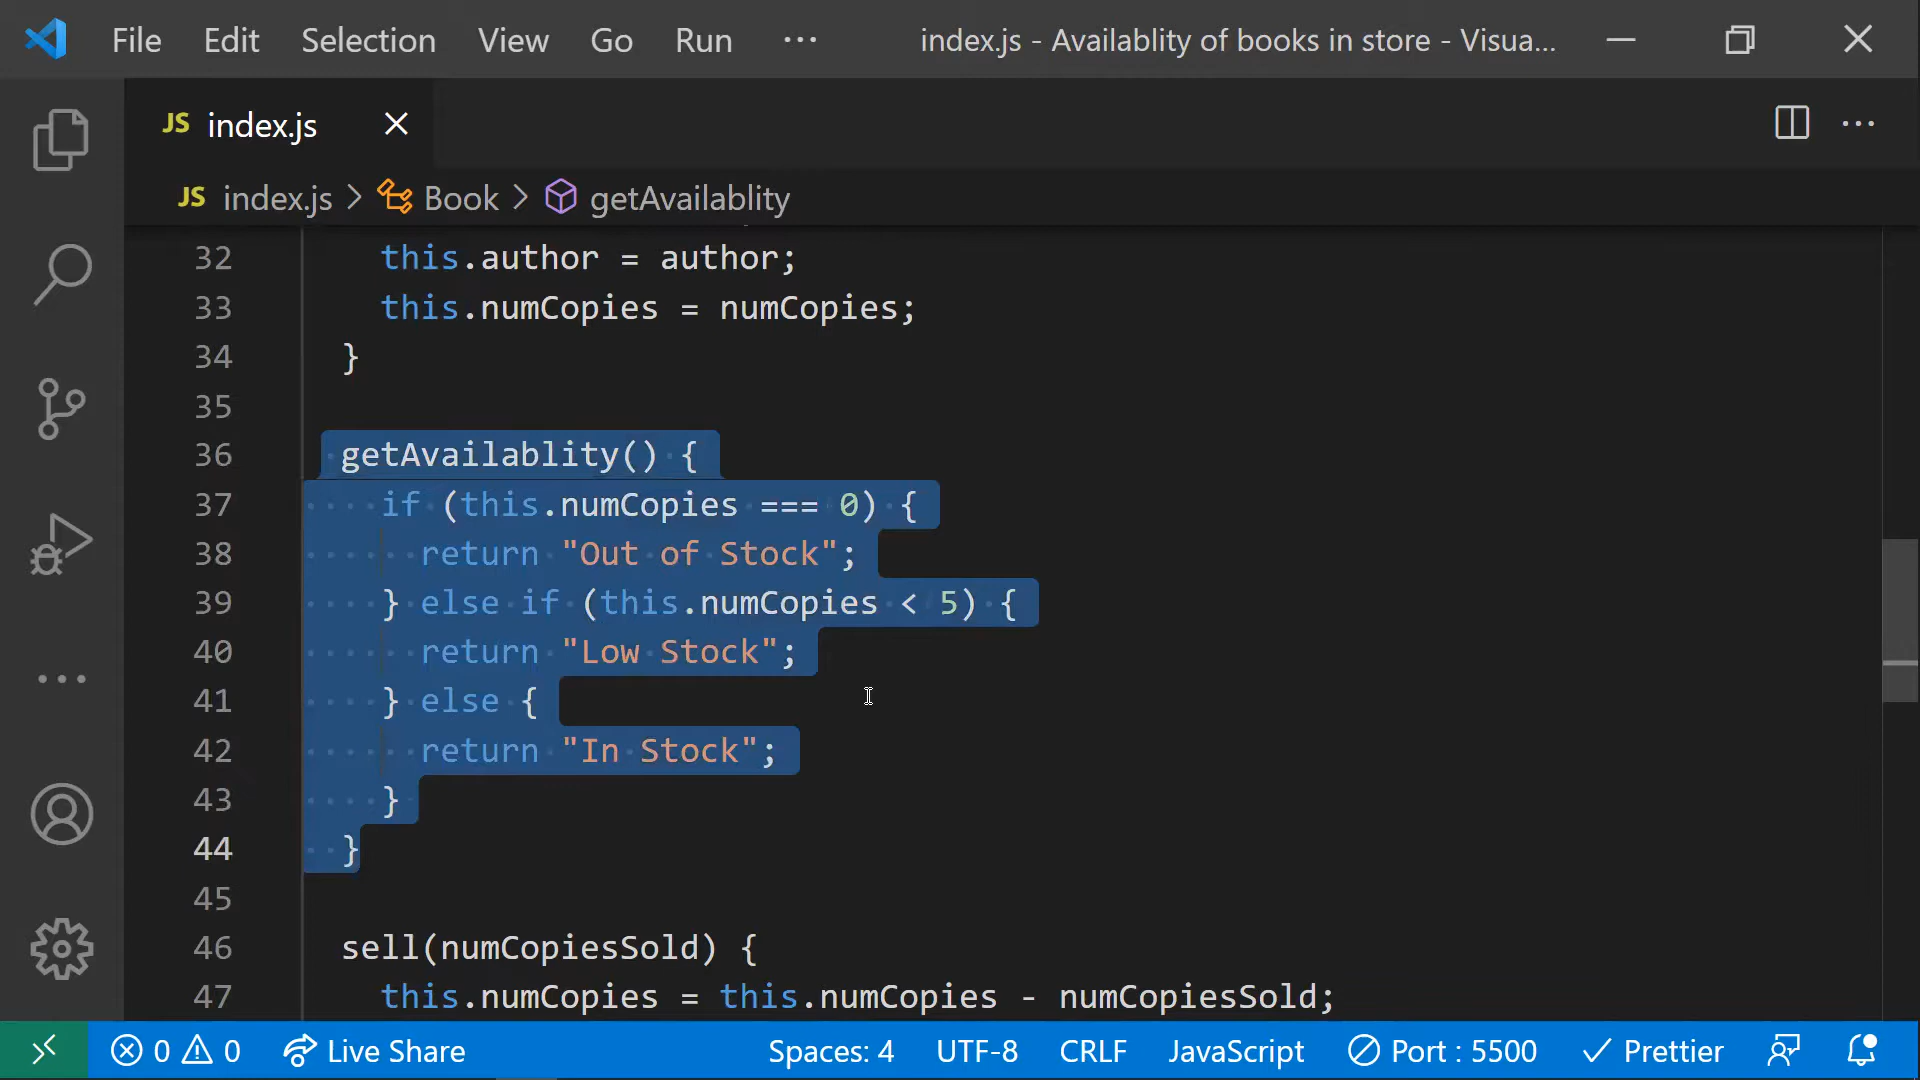 File Edit Selection View Go Run ··· index.js - Availablity of books in store - Visua...
JS index.js
JS index.js > Book > getAvailablity
32 this.author = author;
33 this.numCopies = numCopies;
34 }
35
36 getAvailablity() {
37 if (this.numCopies === 0) {
38 return "Out of Stock";
39 } else if (this.numCopies < 5) {
40 return "Low Stock";
41 } else {
42 return "In Stock";
43 }
44 }
45
46 sell(numCopiesSold) {
47 this.numCopies = this.numCopies - numCopiesSold;
0 0 Live Share Spaces: 4 UTF-8 CRLF JavaScript Port : 5500 Prettier